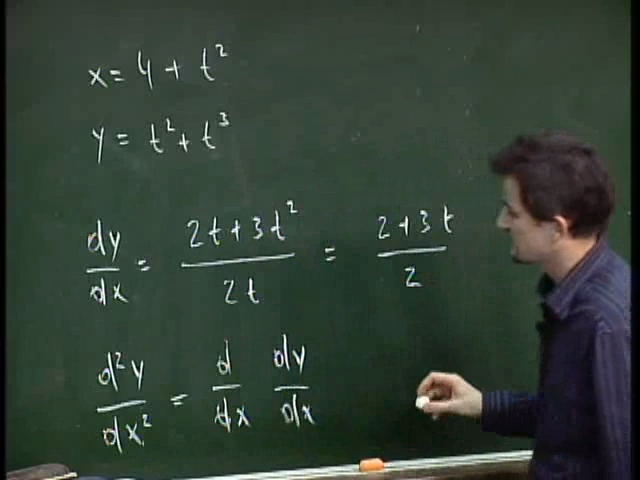 x = 4 + t²
y = t² + t³
dy/dx = (2t + 3t²)/(2t) = (2 + 3t)/2
d²y/dx² = d/dx dy/dx